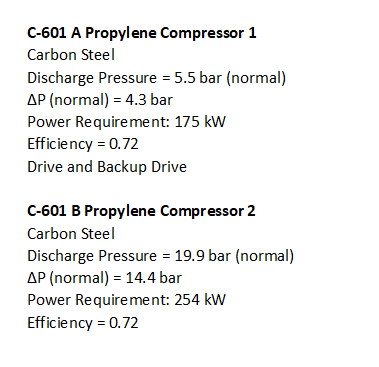 C-601 A Propylene Compressor 1
Carbon Steel
Discharge Pressure = 5.5 bar (normal)
ΔP (normal) = 4.3 bar
Power Requirement: 175 kW
Efficiency = 0.72
Drive and Backup Drive
C-601 B Propylene Compressor 2
Carbon Steel
Discharge Pressure = 19.9 bar (normal)
ΔP (normal) = 14.4 bar
Power Requirement: 254 kW
Efficiency = 0.72